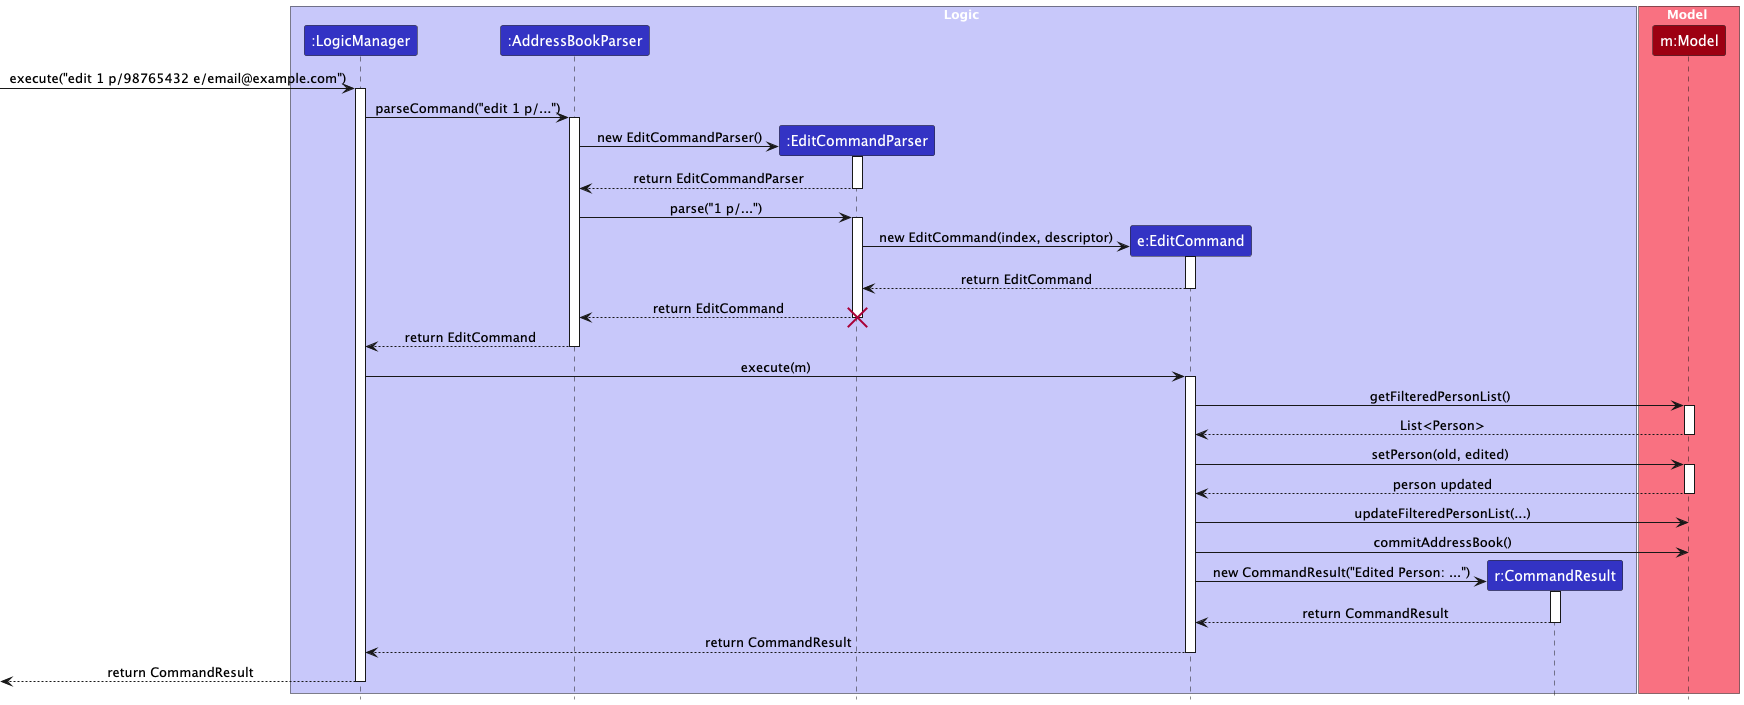 Logic
Model
:LogicManager
:AddressBookParser
m:Model
execute("edit 1 p/98765432 e/email@example.com")
parseCommand("edit 1 p/...")
new EditCommandParser()
:EditCommandParser
return EditCommandParser
parse("1 p/...")
new EditCommand(index, descriptor)
e:EditCommand
return EditCommand
return EditCommand
return EditCommand
execute(m)
getFilteredPersonList()
List<Person>
setPerson(old, edited)
person updated
updateFilteredPersonList(...)
commitAddressBook()
new CommandResult("Edited Person: ...")
r:CommandResult
return CommandResult
return CommandResult
return CommandResult